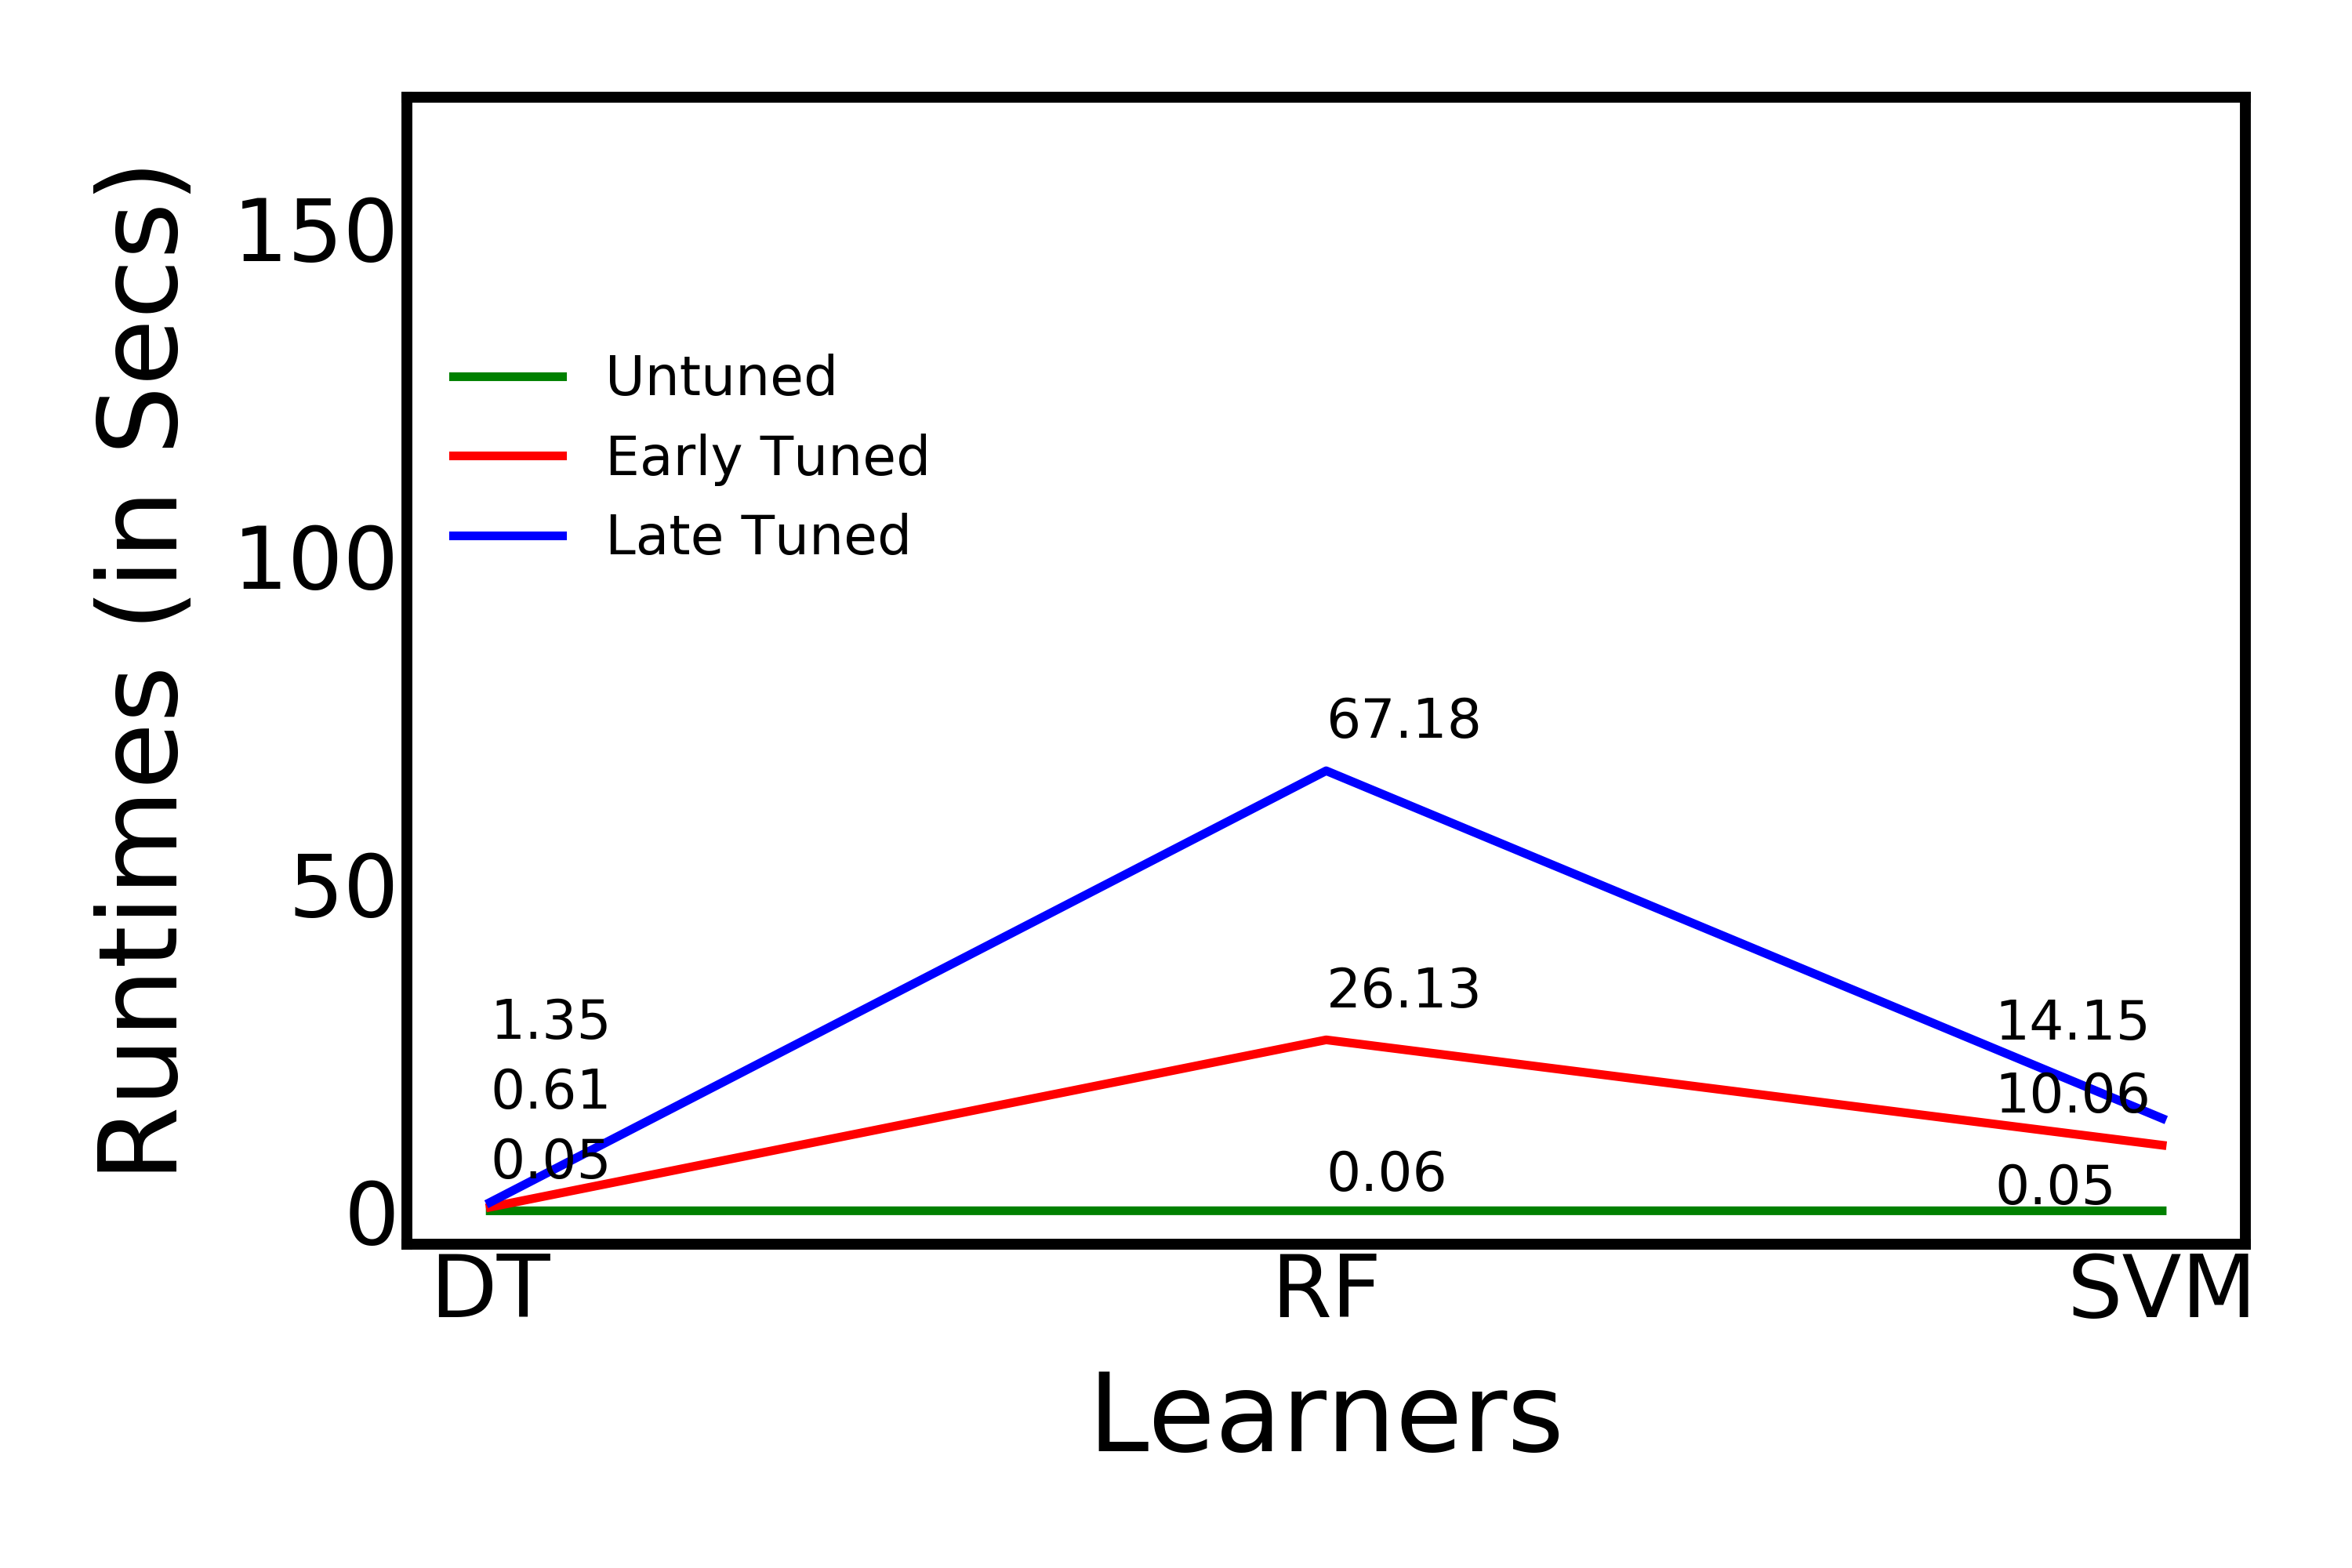 Runtimes (in Secs)
150
100
50
0
Untuned
Early Tuned
Late Tuned
67.18
26.13
0.06
1.35
0.61
0.05
14.15
10.06
0.05
DT
RF
SVM
Learners